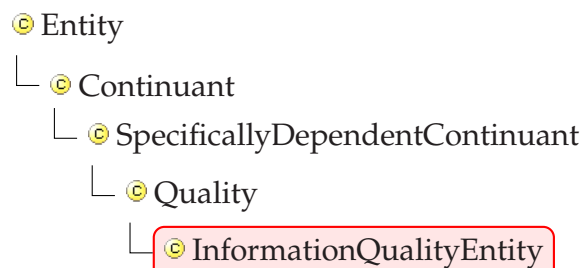 © Entity
© Continuant
© SpecificallyDependentContinuant
© Quality
© InformationQualityEntity